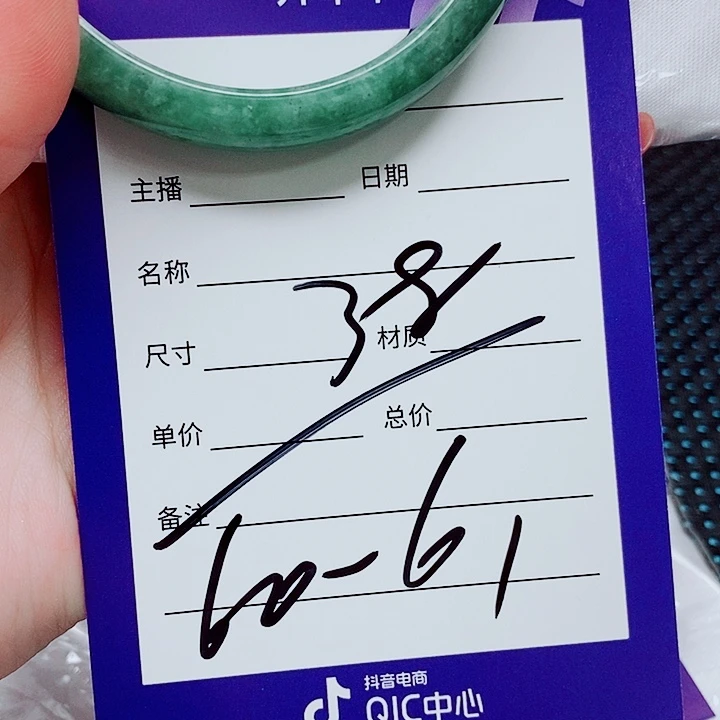 主播 日期
名称
38
尺寸 材质
单价 总价
备注
60-61
抖音电商
QIC中心